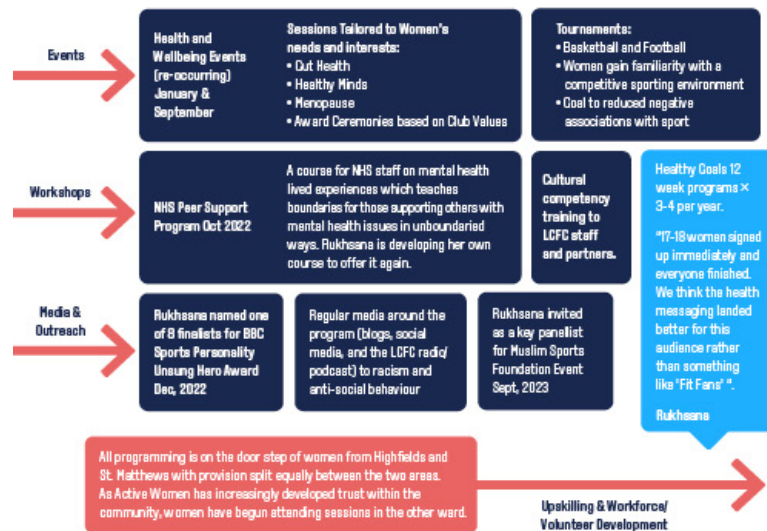 Events
Health and
Wellbeing Events
(re-occurring)
January &
September
Sessions Tailored to Women's
needs and interests:
• Gut Health
• Healthy Minds
• Menopause
• Award Ceremonies based on Club Values
Tournaments:
• Basketball and Football
• Women gain familiarity with a
competitive sporting environment
• Goal to reduced negative
associations with sport
Workshops
NHS Peer Support
Program Oct 2022
A course for NHS staff on mental health
lived experiences which teaches
boundaries for those supporting others with
mental health issues in unboundaried
ways. Rukhsana is developing her own
course to offer it again.
Cultural
competency
training to
LCFC staff
and partners.
Healthy Goals 12
week programs ×
3-4 per year.
"17-18 women signed
up immediately and
everyone finished.
We think the health
messaging landed
better for this
audience rather
than something
like 'Fit Fans' ".
Rukhsana
Media &
Outreach
Rukhsana named one
of 8 finalists for BBC
Sports Personality
Unsung Hero Award
Dec, 2022
Regular media around the
program (blogs, social
media, and the LCFC radio/
podcast) to racism and
anti-social behaviour
Rukhsana invited
as a key panellist
for Muslim Sports
Foundation Event
Sept, 2023
All programming is on the door step of women from Highfields and
St. Matthews with provision split equally between the two areas.
As Active Women has increasingly developed trust within the
community, women have begun attending sessions in the other ward.
Upskilling & Workforce/
Volunteer Development